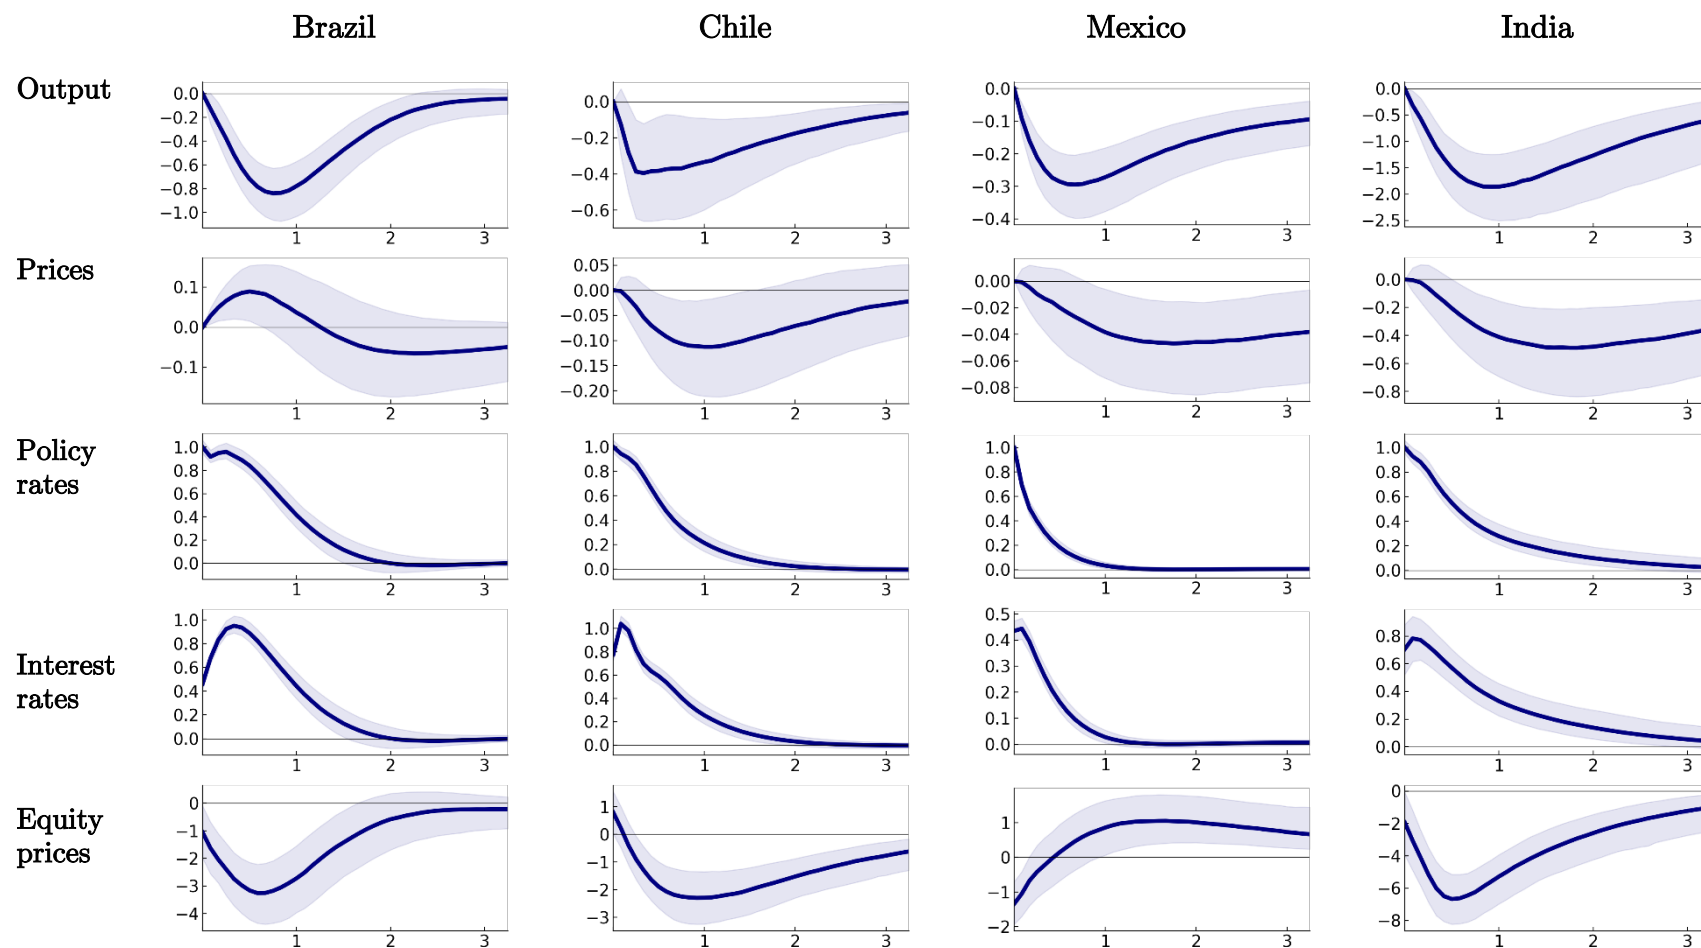 Brazil Chile Mexico India
Output
0.0 −0.2 −0.4 −0.6 −0.8 −1.0
1 2 3
0.0 −0.2 −0.4 −0.6
1 2 3
0.0 −0.1 −0.2 −0.3 −0.4
1 2 3
0.0 −0.5 −1.0 −1.5 −2.0 −2.5
1 2 3
Prices
0.1 0.0 −0.1
1 2 3
0.05 0.00 −0.05 −0.10 −0.15 −0.20
1 2 3
0.00 −0.02 −0.04 −0.06 −0.08
1 2 3
0.0 −0.2 −0.4 −0.6 −0.8
1 2 3
Policy
rates
1.0 0.8 0.6 0.4 0.2 0.0
1 2 3
1.0 0.8 0.6 0.4 0.2 0.0
1 2 3
1.0 0.8 0.6 0.4 0.2 0.0
1 2 3
1.0 0.8 0.6 0.4 0.2 0.0
1 2 3
Interest
rates
1.0 0.8 0.6 0.4 0.2 0.0
1 2 3
1.0 0.8 0.6 0.4 0.2 0.0
1 2 3
0.5 0.4 0.3 0.2 0.1 0.0
1 2 3
0.8 0.6 0.4 0.2 0.0
1 2 3
Equity
prices
0 −1 −2 −3 −4
1 2 3
1 0 −1 −2 −3
1 2 3
1 0 −1 −2
1 2 3
0 −2 −4 −6 −8
1 2 3